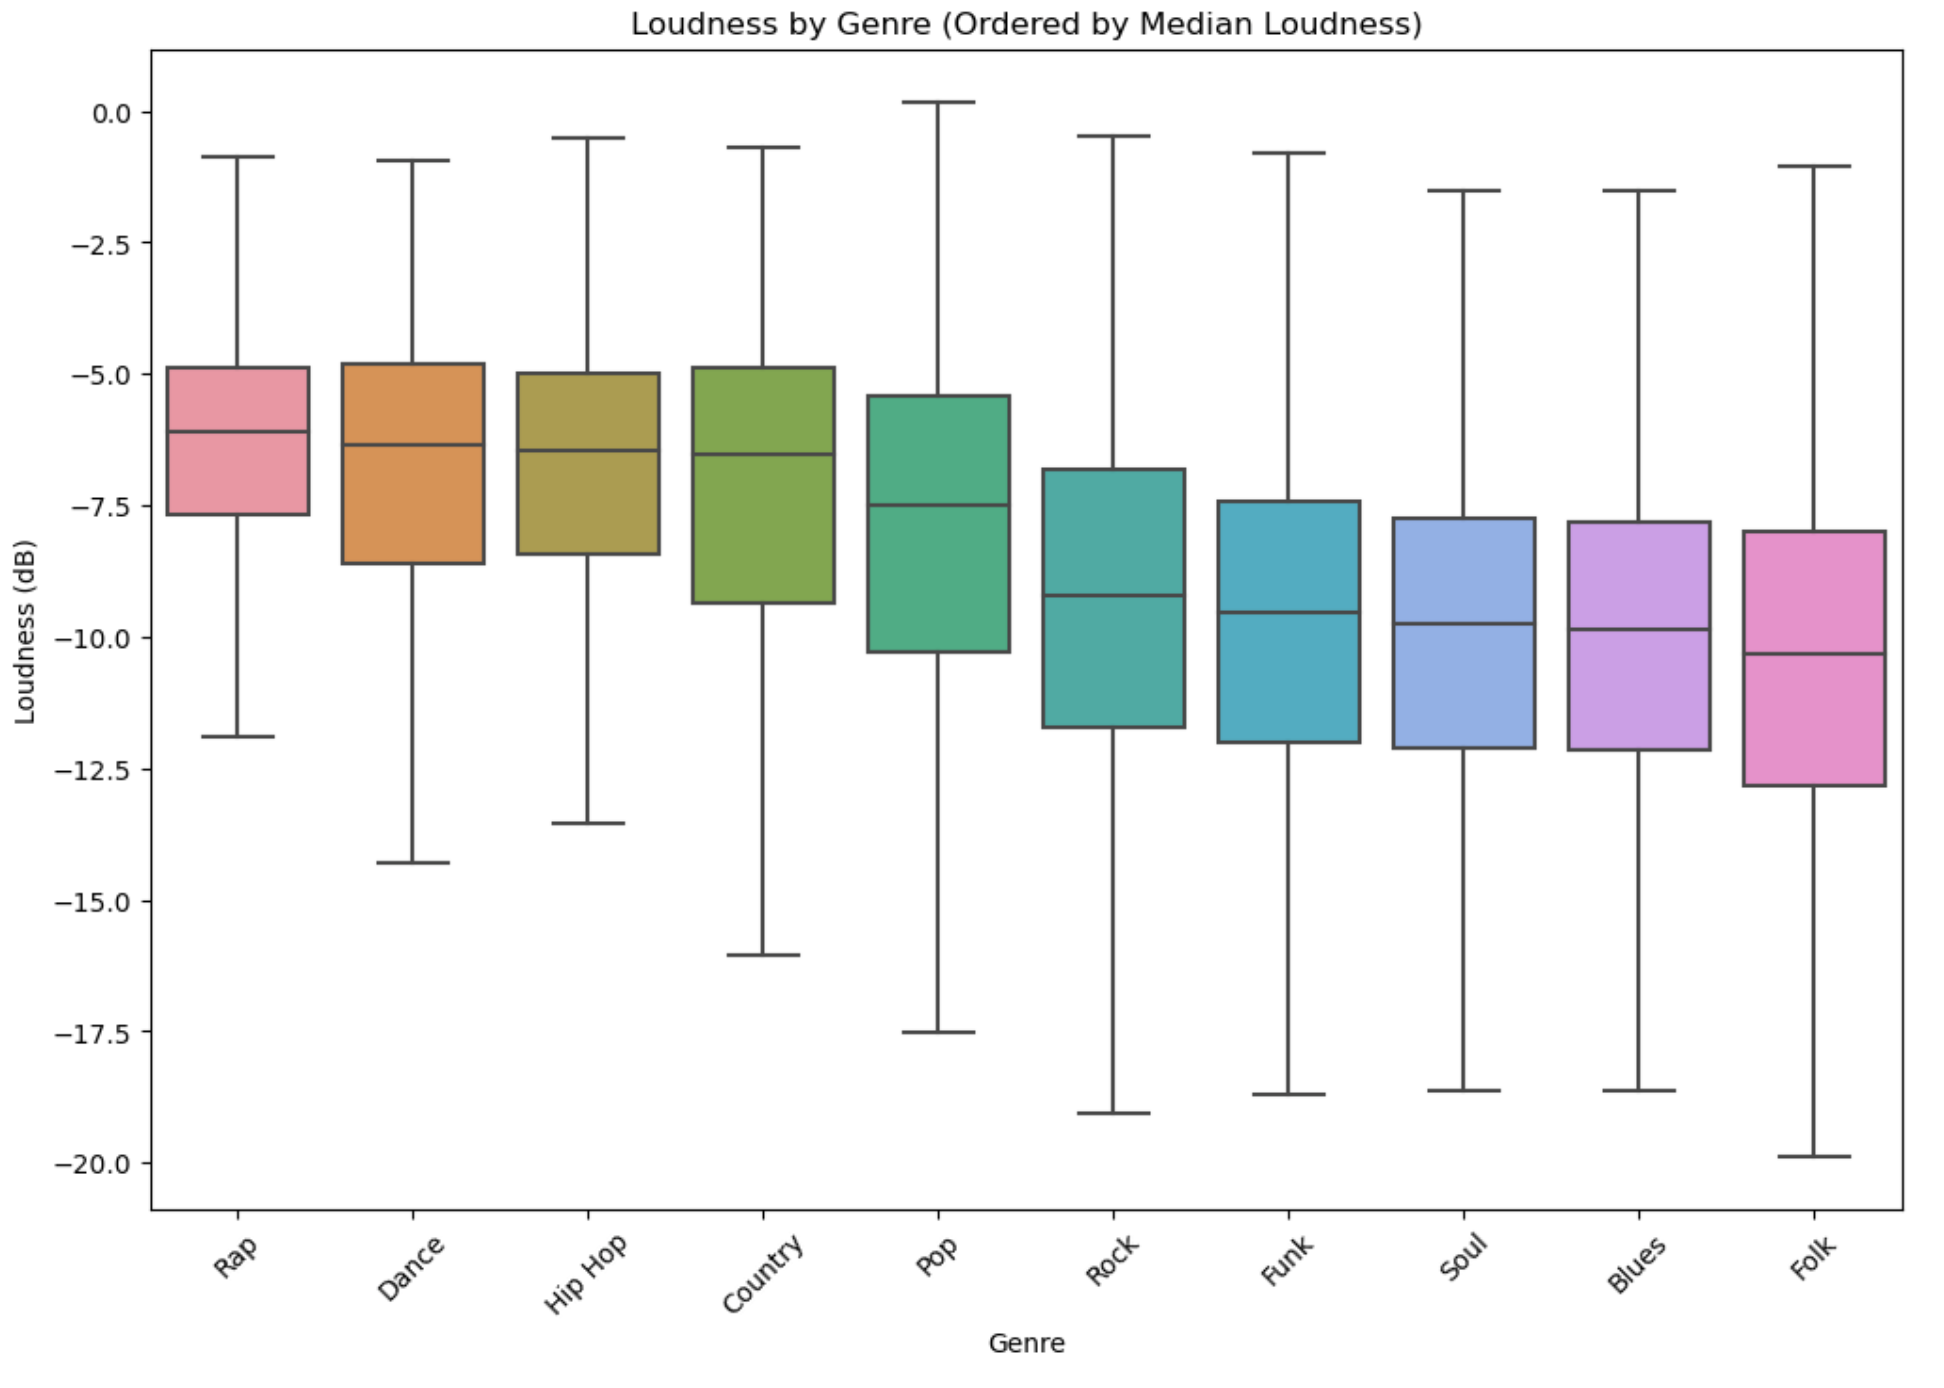 Loudness by Genre (Ordered by Median Loudness)
0.0
−2.5
−5.0
−7.5
−10.0
−12.5
−15.0
−17.5
−20.0
Loudness (dB)
Rap
Dance
Hip Hop
Country
Pop
Rock
Funk
Soul
Blues
Folk
Genre